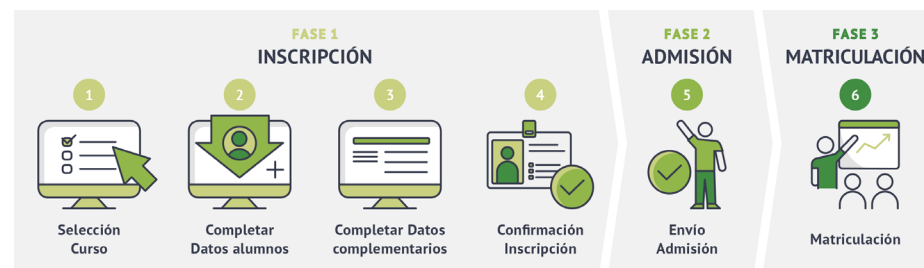 FASE 1
INSCRIPCIÓN
1
2
3
4
Selección
Curso
Completar
Datos alumnos
Completar Datos
complementarios
Confirmación
Inscripción
FASE 2
ADMISIÓN
5
Envío
Admisión
FASE 3
MATRICULACIÓN
6
Matriculación